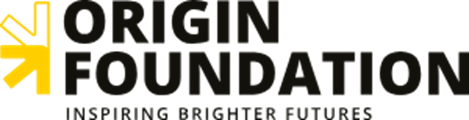 ORIGIN
FOUNDATION
INSPIRING BRIGHTER FUTURES